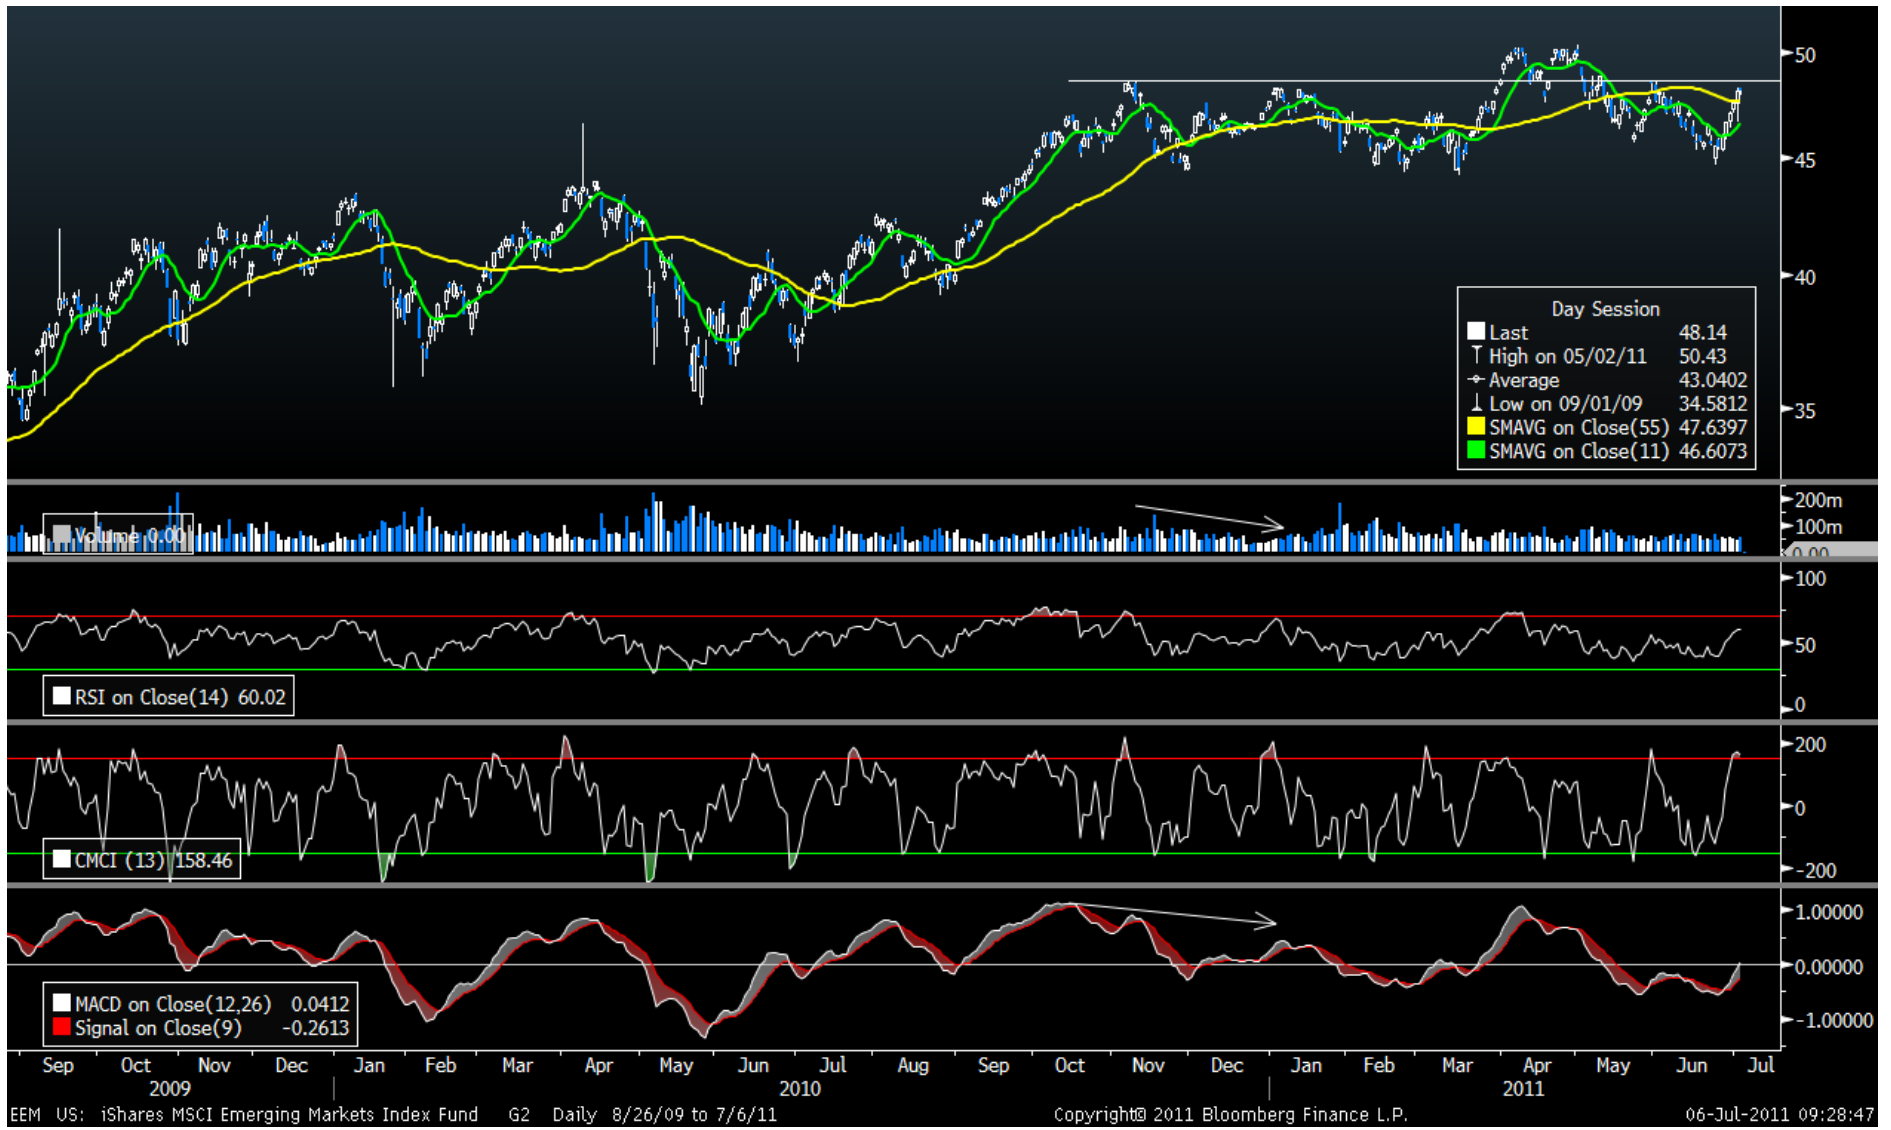 50
45
40
35
Day Session
Last 48.14
High on 05/02/11 50.43
Average 43.0402
Low on 09/01/09 34.5812
SMAVG on Close(55) 47.6397
SMAVG on Close(11) 46.6073
200m
100m
0.00
Volume 0.00
100
50
0
RSI on Close(14) 60.02
200
0
-200
CMCI (13) 158.46
1.00000
0.00000
-1.00000
MACD on Close(12,26) 0.0412
Signal on Close(9) -0.2613
Sep Oct Nov Dec Jan Feb Mar Apr May Jun Jul Aug Sep Oct Nov Dec Jan Feb Mar Apr May Jun Jul
2009 2010 2011
EEM US: iShares MSCI Emerging Markets Index Fund G2 Daily 8/26/09 to 7/6/11 Copyright© 2011 Bloomberg Finance L.P. 06-Jul-2011 09:28:47